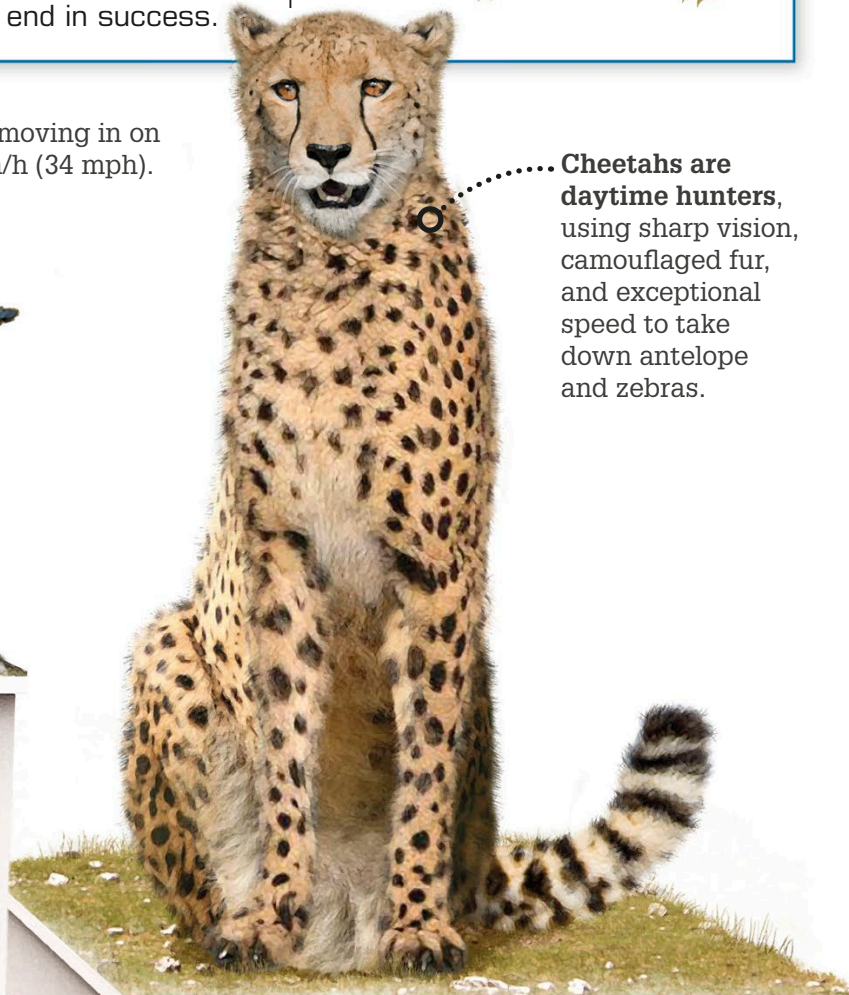 end in success.
moving in on
/h (34 mph).
Cheetahs are
daytime hunters,
using sharp vision,
camouflaged fur,
and exceptional
speed to take
down antelope
and zebras.